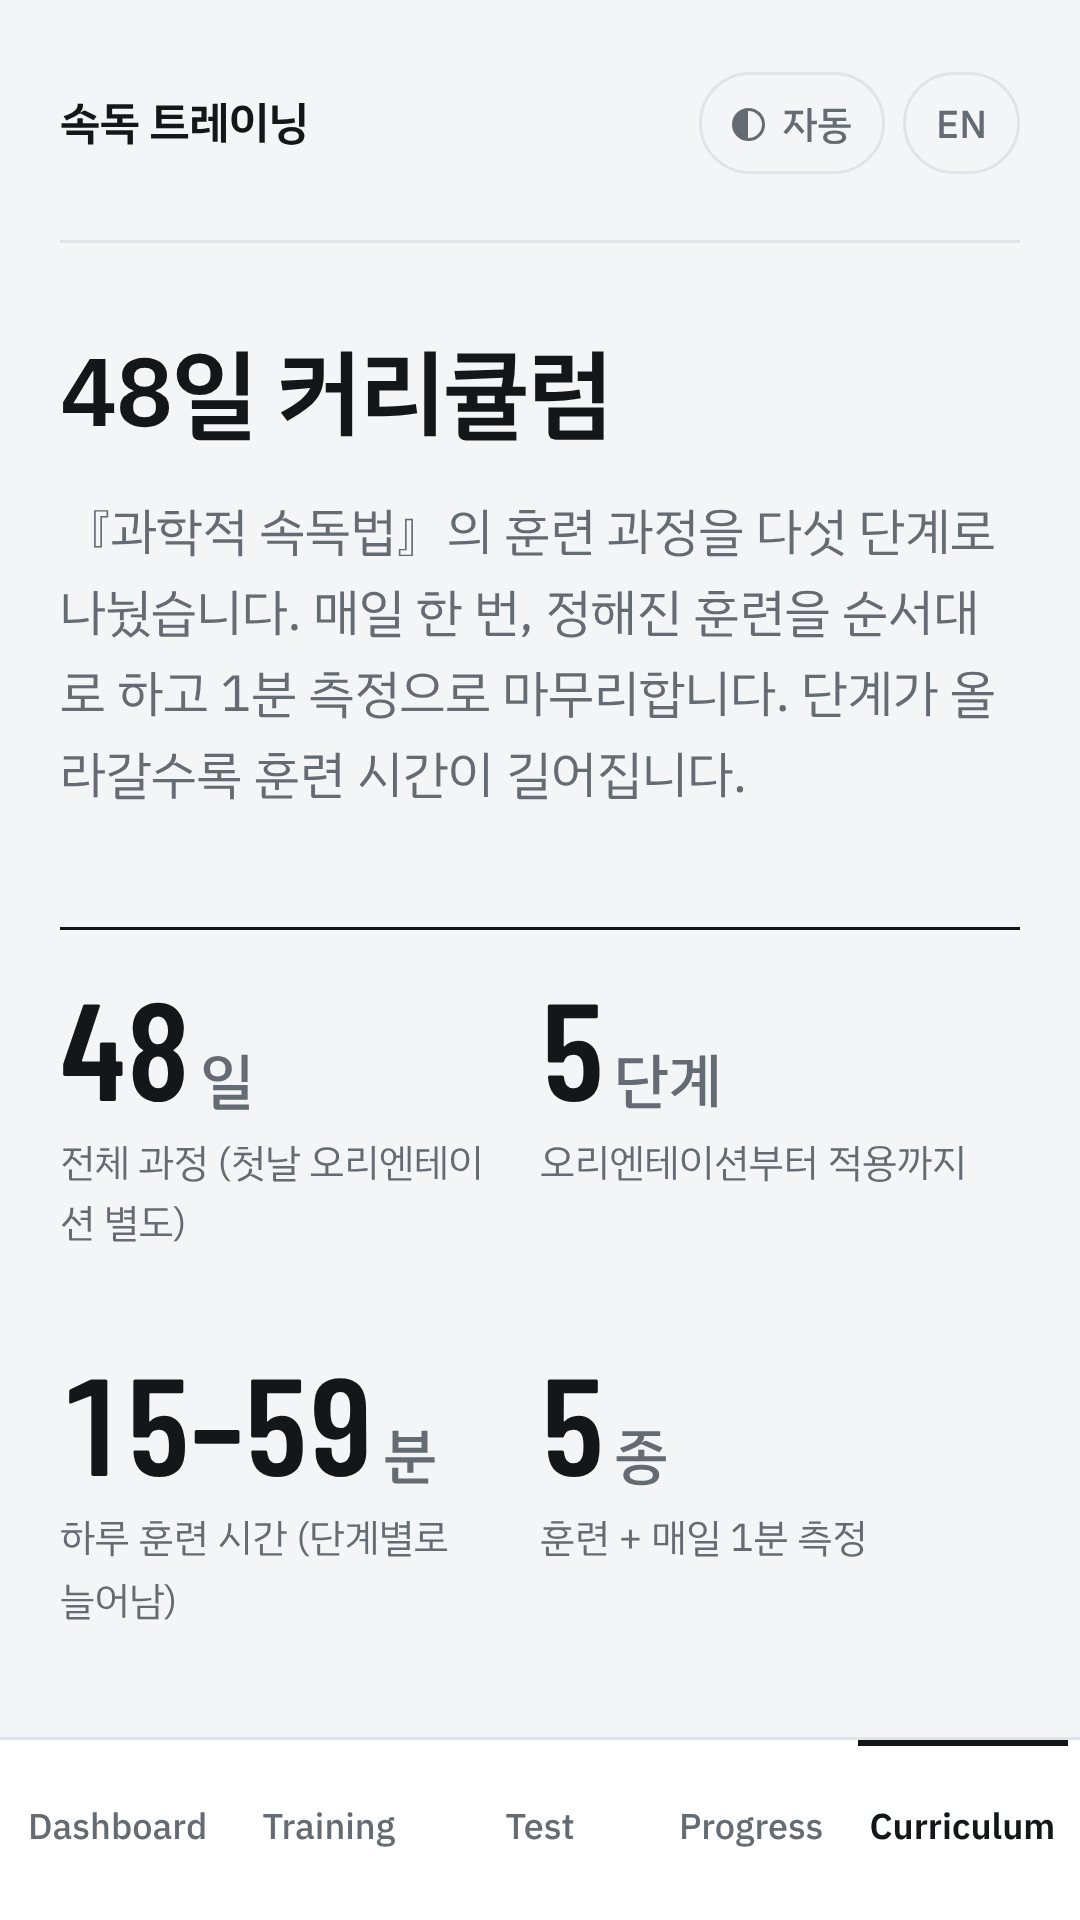 속독 트레이닝
자동
EN
48일 커리큘럼
『과학적 속독법』의 훈련 과정을 다섯 단계로
나눴습니다. 매일 한 번, 정해진 훈련을 순서대
로 하고 1분 측정으로 마무리합니다. 단계가 올
라갈수록 훈련 시간이 길어집니다.
48일
전체 과정 (첫날 오리엔테이
션 별도)
5단계
오리엔테이션부터 적용까지
15–59분
하루 훈련 시간 (단계별로
늘어남)
5종
훈련 + 매일 1분 측정
Dashboard
Training
Test
Progress
Curriculum